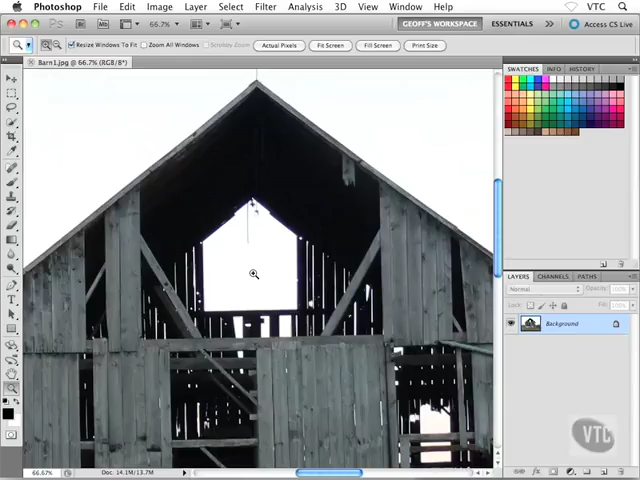 Photoshop File Edit Image Layer Select Filter Analysis 3D View Window Help VTC
Br Mb 66.7% GEOFF'S WORKSPACE ESSENTIALS Access CS Live
Resize Windows To Fit Zoom All Windows Scrubby Zoom Actual Pixels Fit Screen Fill Screen Print Size
Barn1.jpg @ 66.7% (RGB/8*)
SWATCHES INFO HISTORY
LAYERS CHANNELS PATHS
Normal Opacity: 100%
Lock: Fill: 100%
Background
VTC
66.67% Doc: 14.1M/13.7M